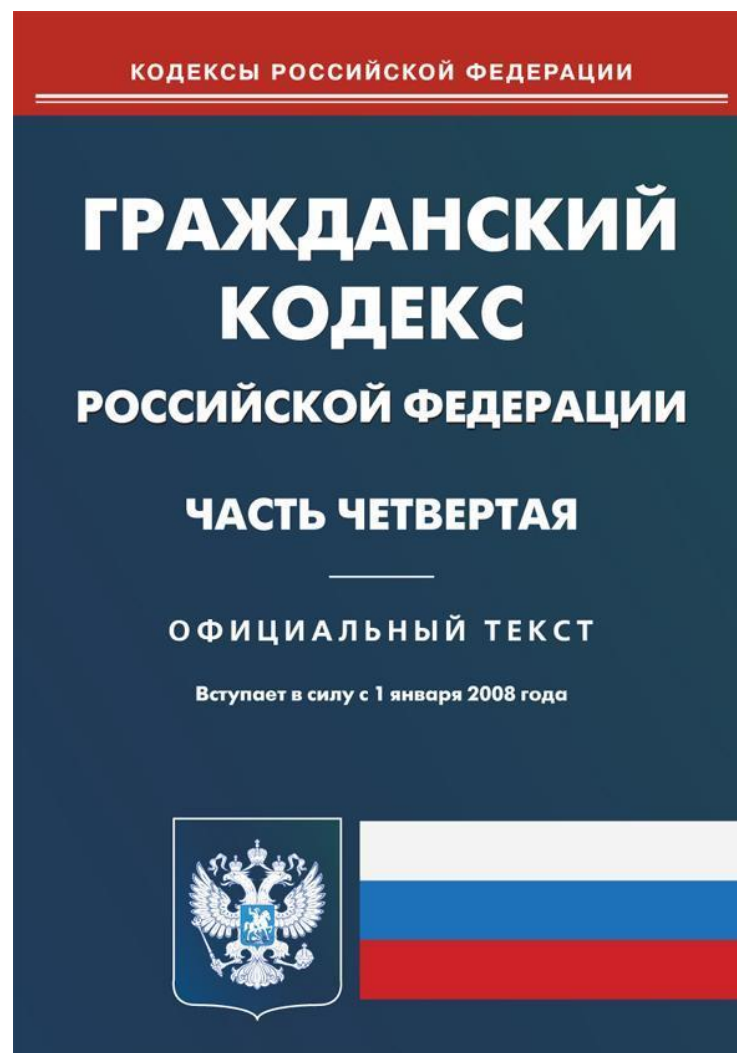 КОДЕКСЫ РОССИЙСКОЙ ФЕДЕРАЦИИ
ГРАЖДАНСКИЙ
КОДЕКС
РОССИЙСКОЙ ФЕДЕРАЦИИ
ЧАСТЬ ЧЕТВЕРТАЯ
ОФИЦИАЛЬНЫЙ ТЕКСТ
Вступает в силу с 1 января 2008 года